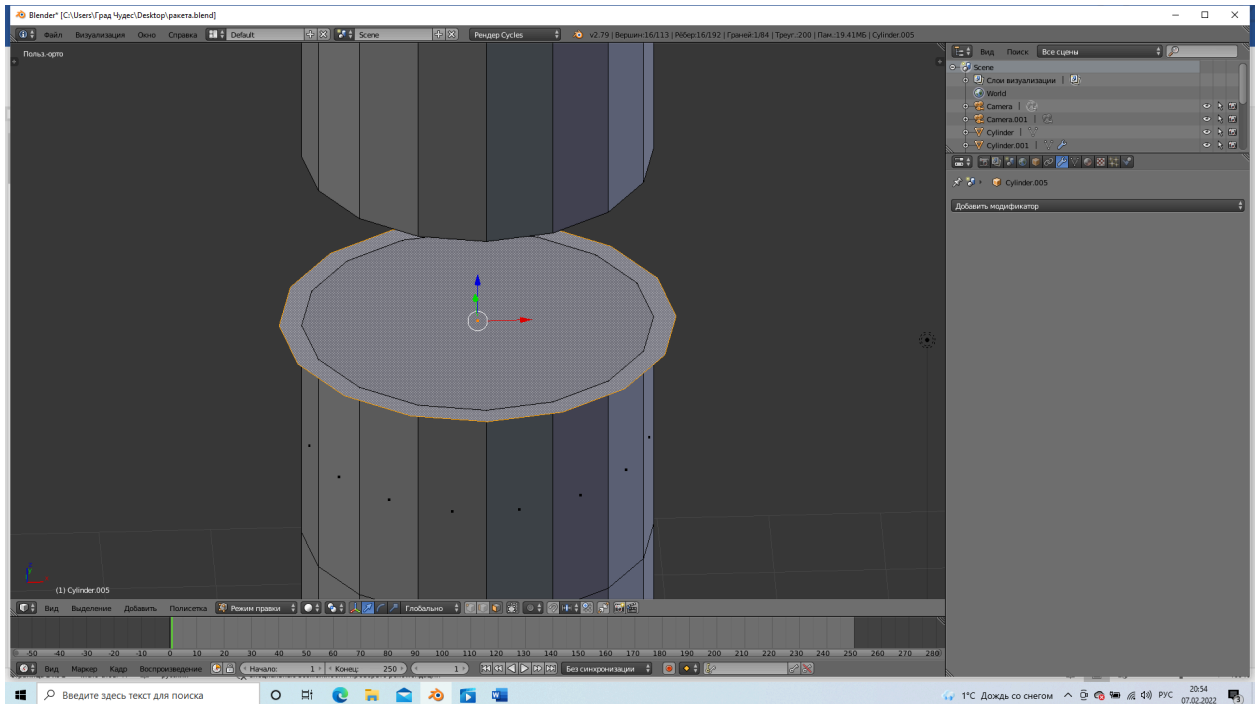 Blender* [C:\Users\Град Чудес\Desktop\ракета.blend]
Файл Визуализация Окно Справка Default Scene Рендер Cycles v2.79 | Вершин:16/113 | Рёбер:16/192 | Граней:1/84 | Треуг.:200 | Пам.:19.41МБ | Cylinder.005
Польз.-орто
Вид Поиск Все сцены
Scene
Слои визуализации
World
Camera
Camera.001
Cylinder
Cylinder.001
Cylinder.005
Добавить модификатор
(1) Cylinder.005
Вид Выделение Добавить Полисетка Режим правки Глобально
-50 -40 -30 -20 -10 0 10 20 30 40 50 60 70 80 90 100 110 120 130 140 150 160 170 180 190 200 210 220 230 240 250 260 270 280
Вид Маркер Кадр Воспроизведение Начало: 1 Конец: 250 1 Без синхронизации
Введите здесь текст для поиска
1°C Дождь со снегом РУС 20:54
07.02.2022
3